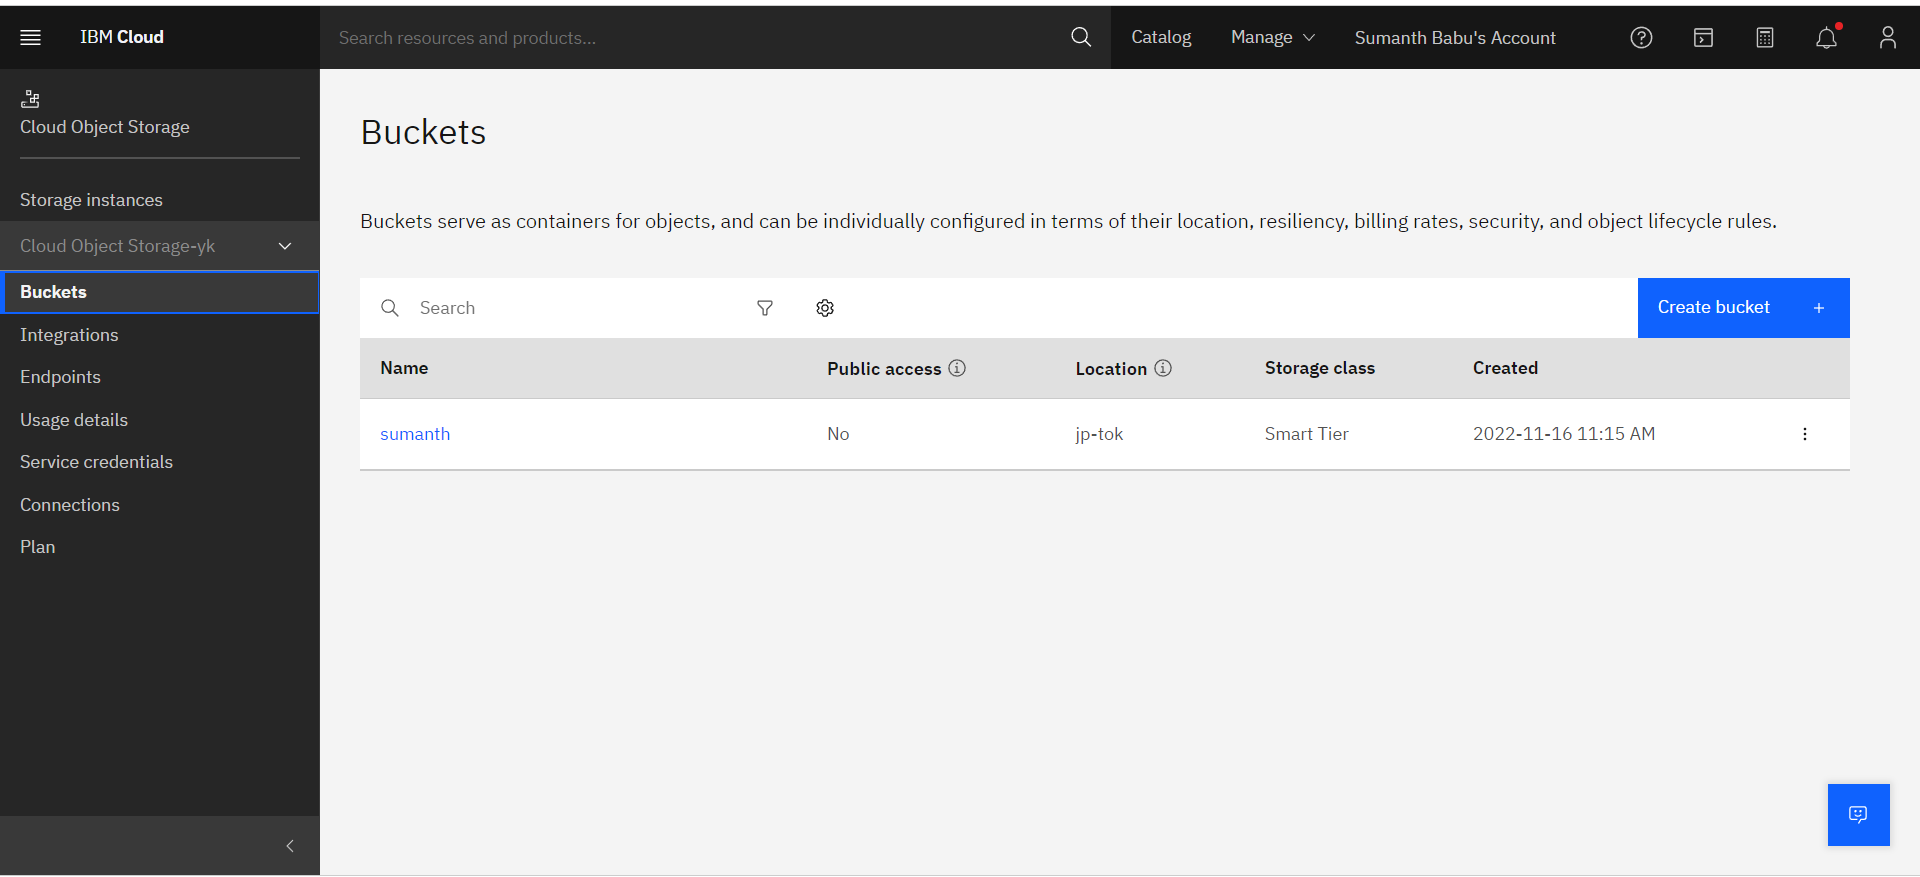 IBM Cloud
Search resources and products...
Catalog
Manage
Sumanth Babu's Account
Cloud Object Storage
Storage instances
Cloud Object Storage-yk
Buckets
Integrations
Endpoints
Usage details
Service credentials
Connections
Plan
Buckets
Buckets serve as containers for objects, and can be individually configured in terms of their location, resiliency, billing rates, security, and object lifecycle rules.
Search
Create bucket +
Name Public access Location Storage class Created
sumanth No jp-tok Smart Tier 2022-11-16 11:15 AM